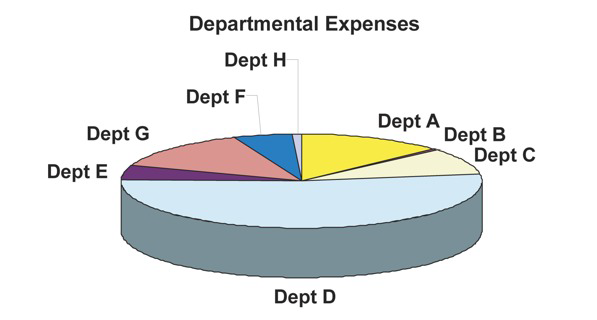 Departmental Expenses
Dept H
Dept F
Dept A
Dept B
Dept G
Dept C
Dept E
Dept D